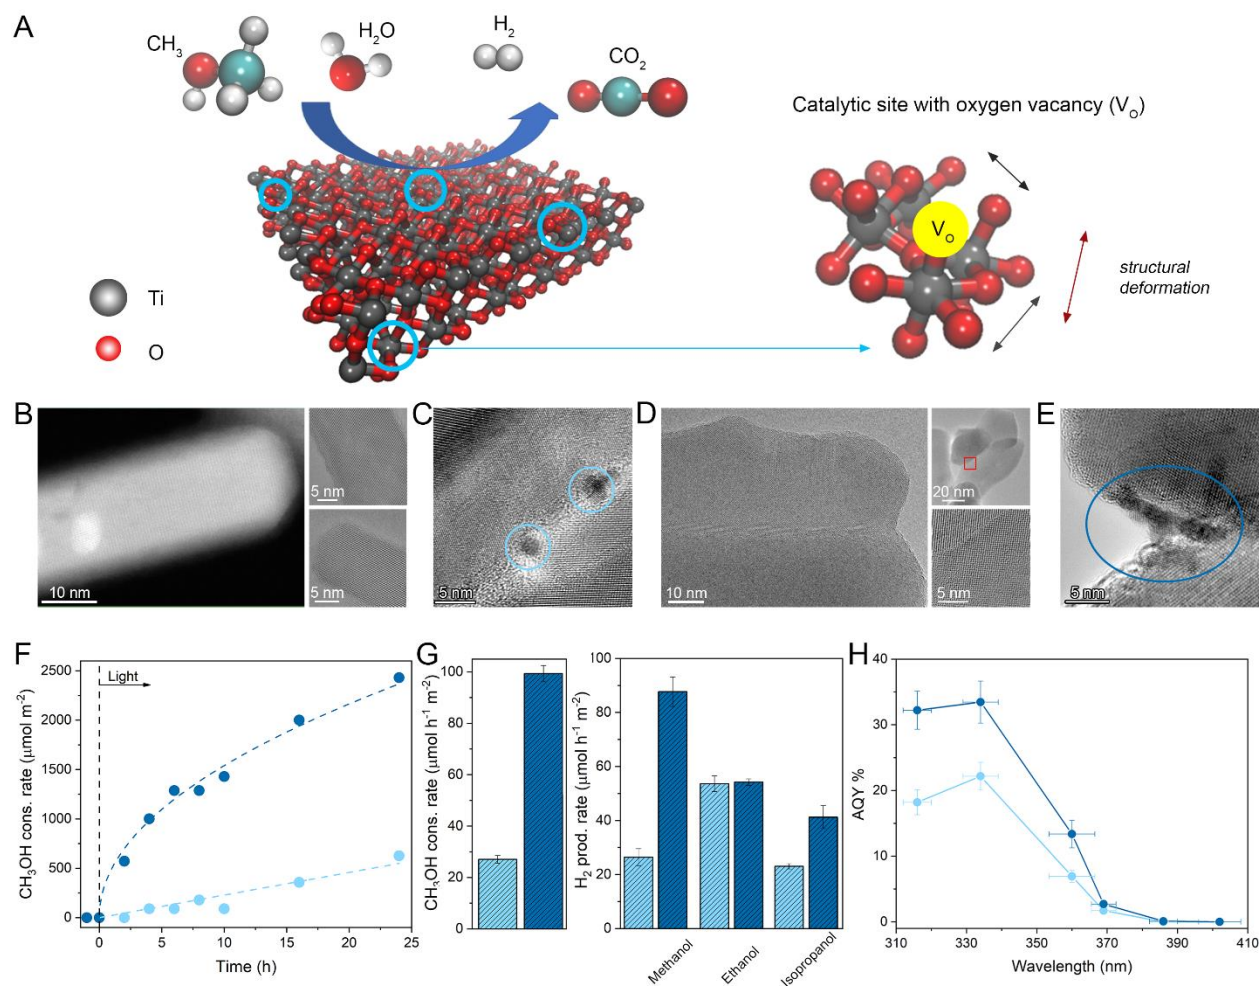 A
CH₃
H₂O
H₂
CO₂
Catalytic site with oxygen vacancy (V_O)
V_O
structural
deformation
Ti
O
B
10 nm
5 nm
5 nm
C
5 nm
D
10 nm
20 nm
5 nm
E
5 nm
F
CH₃OH cons. rate (μmol m⁻²)
2500
2000
1500
1000
500
0
Light
0 5 10 15 20 25
Time (h)
G
CH₃OH cons. rate (μmol h⁻¹ m⁻²)
100
80
60
40
20
0
H₂ prod. rate (μmol h⁻¹ m⁻²)
100
80
60
40
20
0
Methanol
Ethanol
Isopropanol
H
AQY %
40
30
20
10
0
310 330 350 370 390 410
Wavelength (nm)